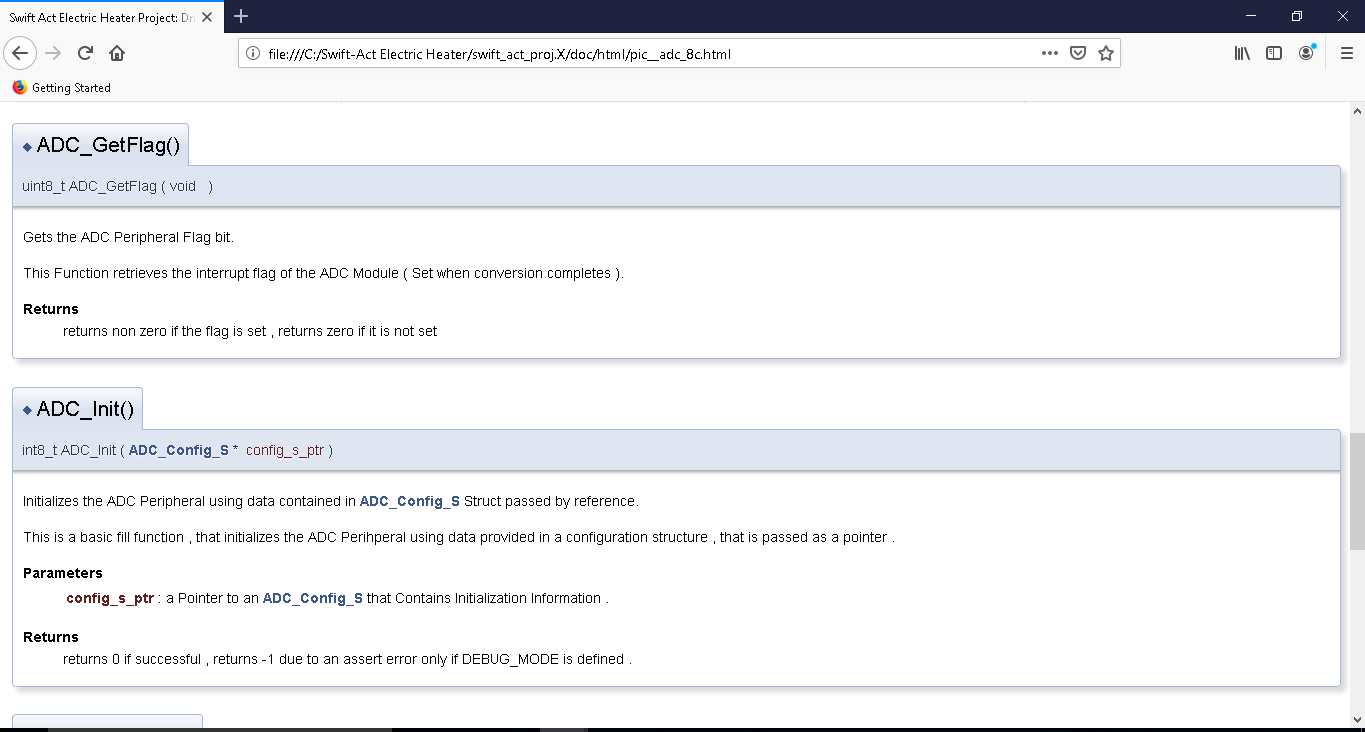 Swift Act Electric Heater Project: Dri
file:///C:/Swift-Act Electric Heater/swift_act_proj.X/doc/html/pic__adc_8c.html
Getting Started
ADC_GetFlag()
uint8_t ADC_GetFlag ( void )
Gets the ADC Peripheral Flag bit.
This Function retrieves the interrupt flag of the ADC Module ( Set when conversion completes ).
Returns
returns non zero if the flag is set , returns zero if it is not set
ADC_Init()
int8_t ADC_Init ( ADC_Config_S * config_s_ptr )
Initializes the ADC Peripheral using data contained in ADC_Config_S Struct passed by reference.
This is a basic fill function , that initializes the ADC Perihperal using data provided in a configuration structure , that is passed as a pointer .
Parameters
config_s_ptr : a Pointer to an ADC_Config_S that Contains Initialization Information .
Returns
returns 0 if successful , returns -1 due to an assert error only if DEBUG_MODE is defined .